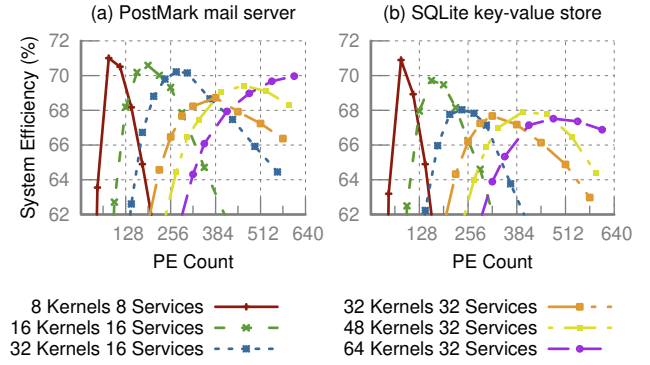 (a) PostMark mail server
(b) SQLite key-value store
System Efficiency (%)
72
70
68
66
64
62
128 256 384 512 640
PE Count
72
70
68
66
64
62
128 256 384 512 640
PE Count
8 Kernels 8 Services
16 Kernels 16 Services
32 Kernels 16 Services
32 Kernels 32 Services
48 Kernels 32 Services
64 Kernels 32 Services